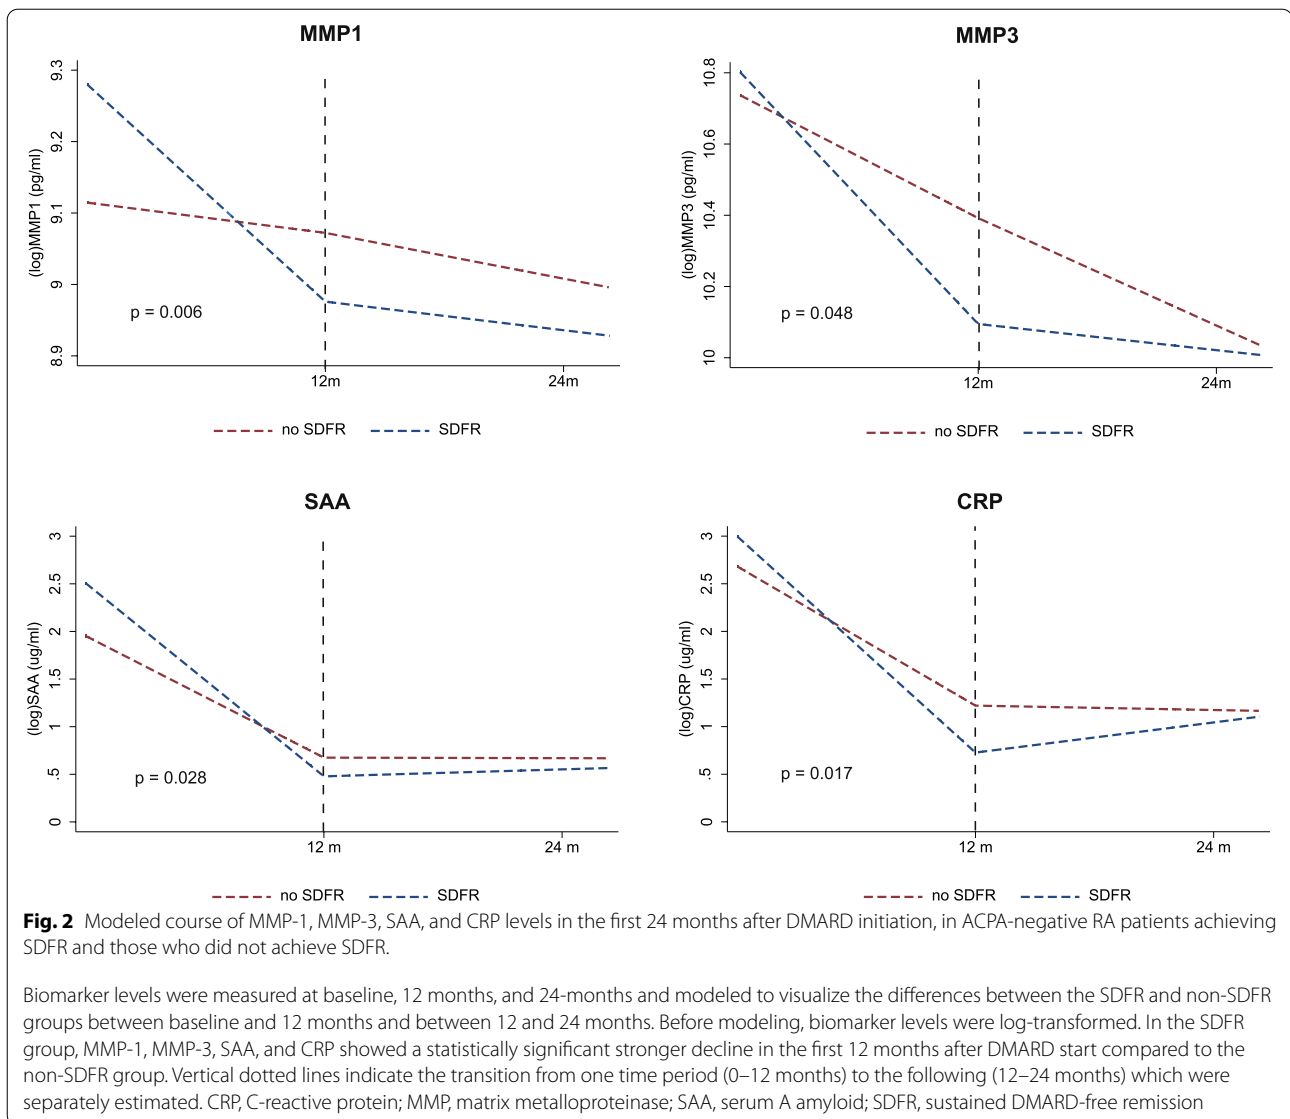 MMP1
9.3
9.2
9.1
9
8.9
(log)MMP1 (pg/ml)
p = 0.006
12m
24m
no SDFR
SDFR
MMP3
10.8
10.6
10.4
10.2
10
(log)MMP3 (pg/ml)
p = 0.048
12m
24m
no SDFR
SDFR
SAA
3
2.5
2
1.5
1
.5
0
(log)SAA (ug/ml)
p = 0.028
12 m
24 m
no SDFR
SDFR
CRP
3
2.5
2
1.5
1
.5
0
(log)CRP (ug/ml)
p = 0.017
12 m
24 m
no SDFR
SDFR
Fig. 2 Modeled course of MMP-1, MMP-3, SAA, and CRP levels in the first 24 months after DMARD initiation, in ACPA-negative RA patients achieving
SDFR and those who did not achieve SDFR.
Biomarker levels were measured at baseline, 12 months, and 24-months and modeled to visualize the differences between the SDFR and non-SDFR
groups between baseline and 12 months and between 12 and 24 months. Before modeling, biomarker levels were log-transformed. In the SDFR
group, MMP-1, MMP-3, SAA, and CRP showed a statistically significant stronger decline in the first 12 months after DMARD start compared to the
non-SDFR group. Vertical dotted lines indicate the transition from one time period (0–12 months) to the following (12–24 months) which were
separately estimated. CRP, C-reactive protein; MMP, matrix metalloproteinase; SAA, serum A amyloid; SDFR, sustained DMARD-free remission